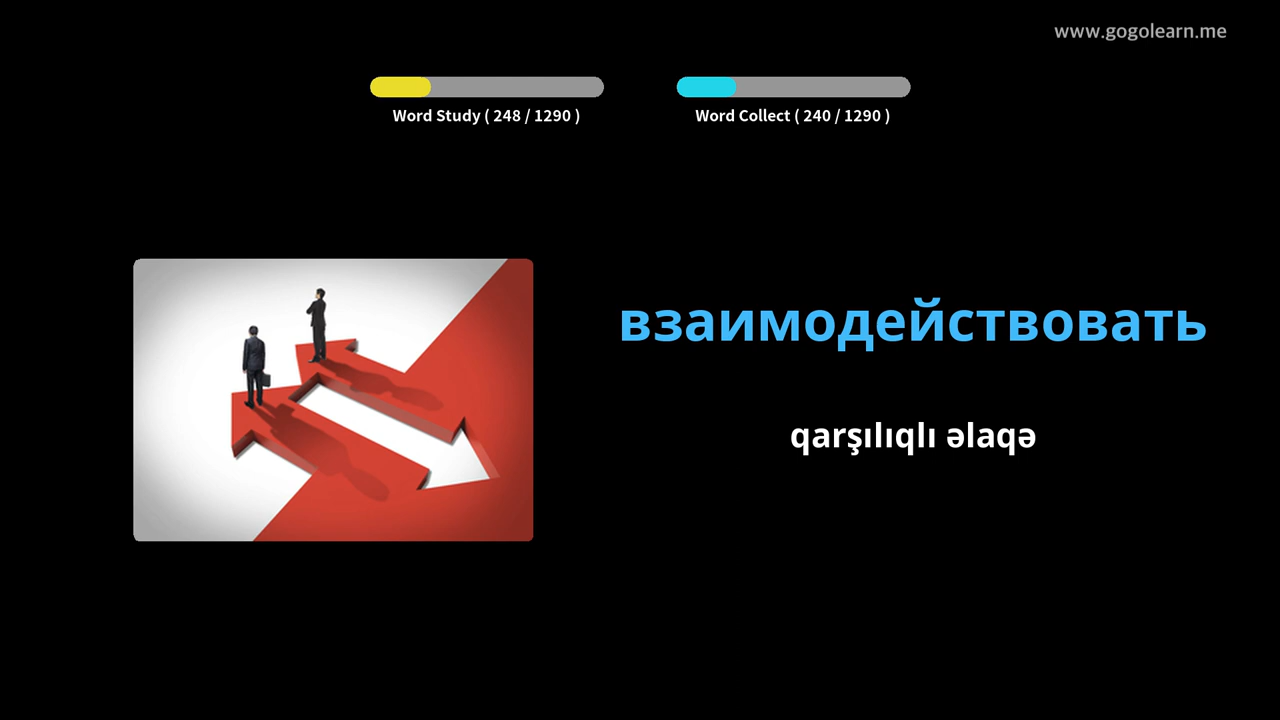 www.gogolearn.me
Word Study ( 248 / 1290 )
Word Collect ( 240 / 1290 )
взаимодействовать
qarşılıqlı əlaqə